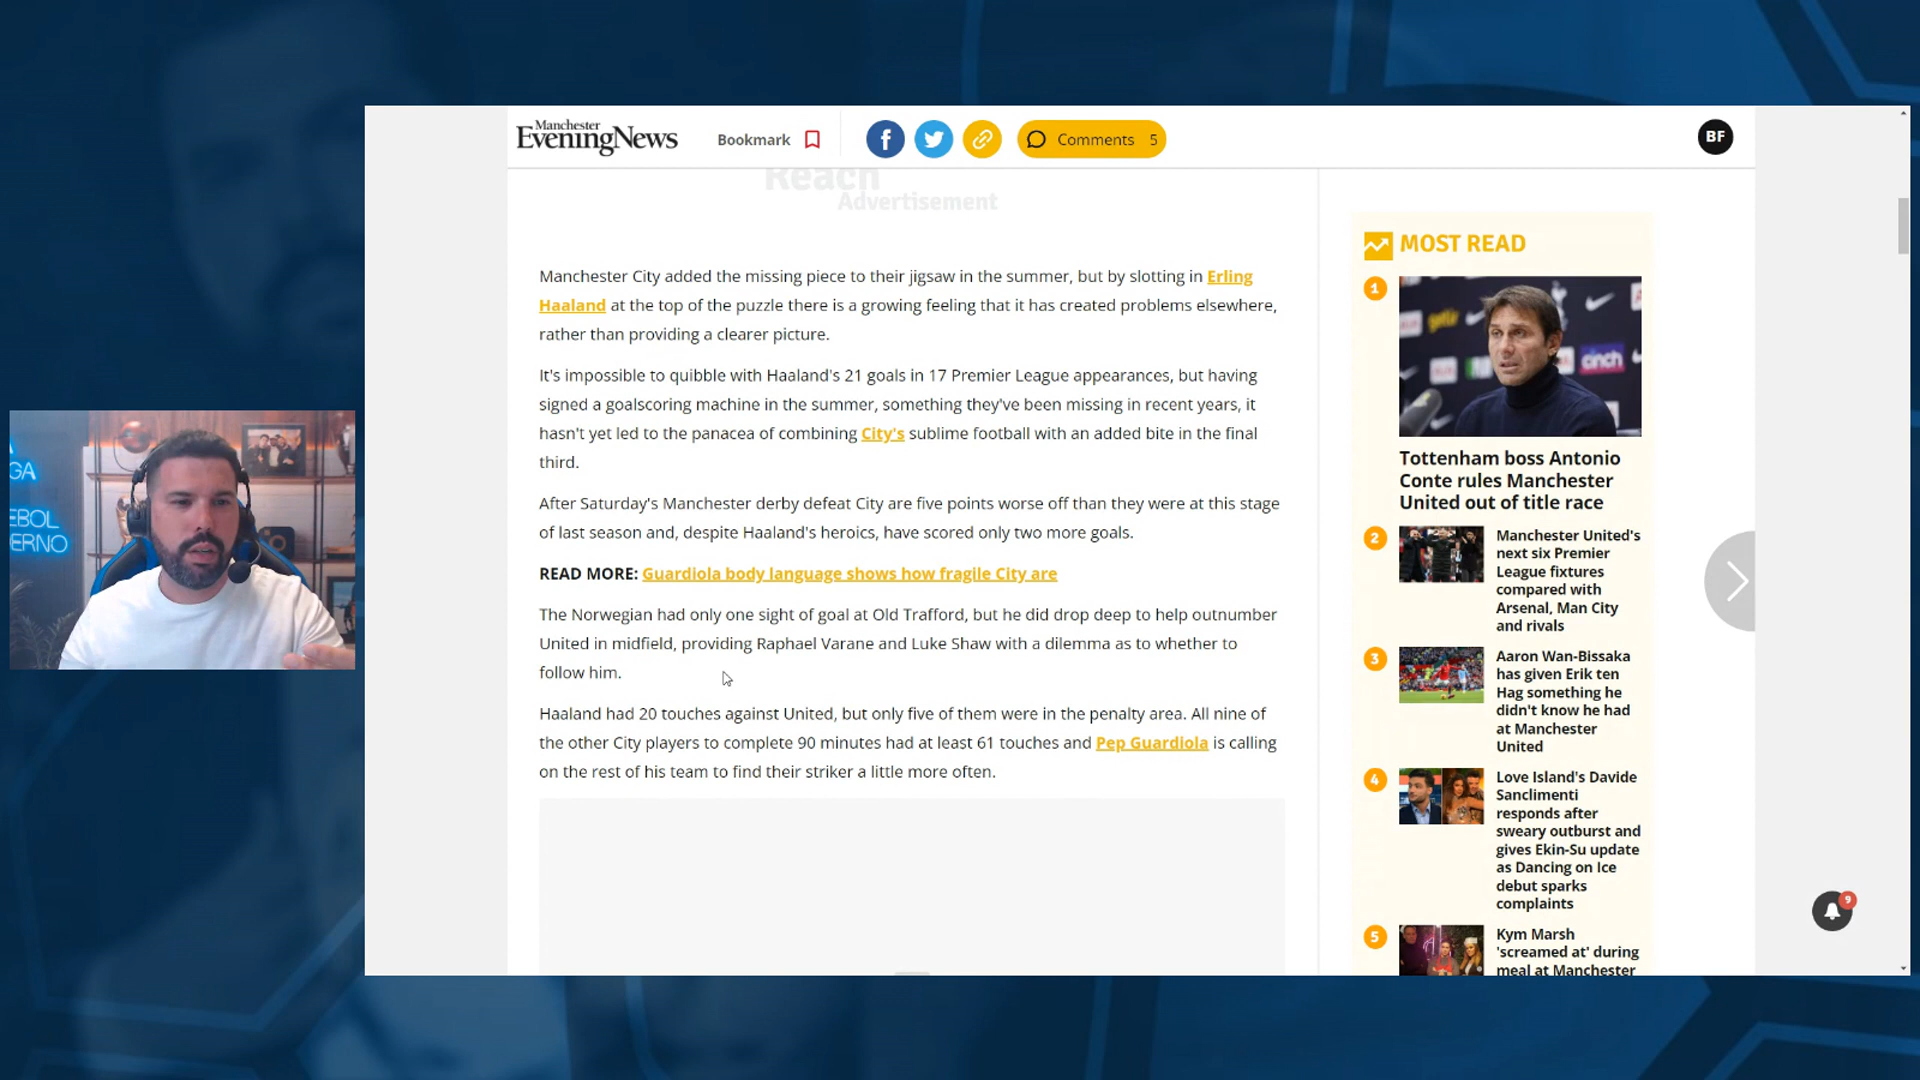 Manchester
EveningNews
Bookmark
f
Comments 5
BF
Reach
Advertisement
Manchester City added the missing piece to their jigsaw in the summer, but by slotting in Erling
Haaland at the top of the puzzle there is a growing feeling that it has created problems elsewhere,
rather than providing a clearer picture.
It's impossible to quibble with Haaland's 21 goals in 17 Premier League appearances, but having
signed a goalscoring machine in the summer, something they've been missing in recent years, it
hasn't yet led to the panacea of combining City's sublime football with an added bite in the final
third.
After Saturday's Manchester derby defeat City are five points worse off than they were at this stage
of last season and, despite Haaland's heroics, have scored only two more goals.
READ MORE: Guardiola body language shows how fragile City are
The Norwegian had only one sight of goal at Old Trafford, but he did drop deep to help outnumber
United in midfield, providing Raphael Varane and Luke Shaw with a dilemma as to whether to
follow him.
Haaland had 20 touches against United, but only five of them were in the penalty area. All nine of
the other City players to complete 90 minutes had at least 61 touches and Pep Guardiola is calling
on the rest of his team to find their striker a little more often.
MOST READ
1
cinch
Tottenham boss Antonio
Conte rules Manchester
United out of title race
2
Manchester United's
next six Premier
League fixtures
compared with
Arsenal, Man City
and rivals
3
Aaron Wan-Bissaka
has given Erik ten
Hag something he
didn't know he had
at Manchester
United
4
Love Island's Davide
Sanclimenti
responds after
sweary outburst and
gives Ekin-Su update
as Dancing on Ice
debut sparks
complaints
5
Kym Marsh
'screamed at' during
meal at Manchester
9
A
GA
EBOL
DERNO